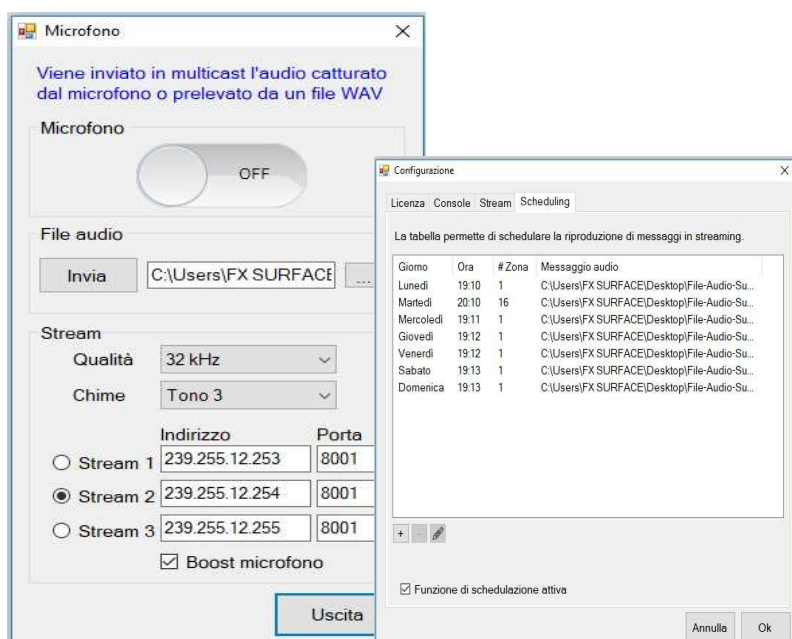 Microfono
Viene inviato in multicast l'audio catturato
dal microfono o prelevato da un file WAV
Microfono
OFF
File audio
Invia C:\Users\FX SURFACE ...
Stream
Qualità 32 kHz
Chime Tono 3
Indirizzo Porta
Stream 1 239.255.12.253 8001
Stream 2 239.255.12.254 8001
Stream 3 239.255.12.255 8001
Boost microfono
Uscita
Configurazione
Licenza Console Stream Scheduling
La tabella permette di schedulare la riproduzione di messaggi in streaming.
Giorno Ora # Zona Messaggio audio
Lunedì 19:10 1 C:\Users\FX SURFACE\Desktop\File-Audio-Su...
Martedì 20:10 16 C:\Users\FX SURFACE\Desktop\File-Audio-Su...
Mercoledì 19:11 1 C:\Users\FX SURFACE\Desktop\File-Audio-Su...
Giovedì 19:12 1 C:\Users\FX SURFACE\Desktop\File-Audio-Su...
Venerdì 19:12 1 C:\Users\FX SURFACE\Desktop\File-Audio-Su...
Sabato 19:13 1 C:\Users\FX SURFACE\Desktop\File-Audio-Su...
Domenica 19:13 1 C:\Users\FX SURFACE\Desktop\File-Audio-Su...
+ -
Funzione di schedulazione attiva
Annulla Ok